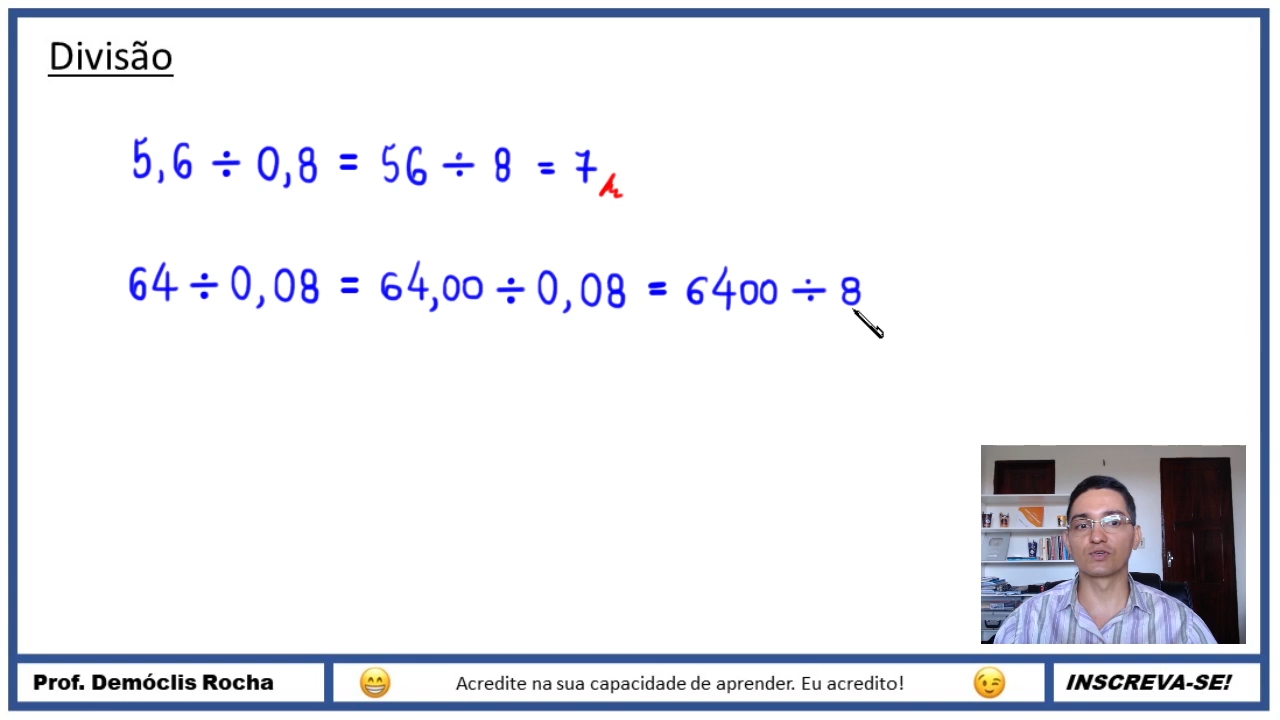 Divisão
5,6 ÷ 0,8 = 56 ÷ 8 = 7
64 ÷ 0,08 = 64,00 ÷ 0,08 = 6400 ÷ 8
Prof. Demóclis Rocha
Acredite na sua capacidade de aprender. Eu acredito!
INSCREVA-SE!